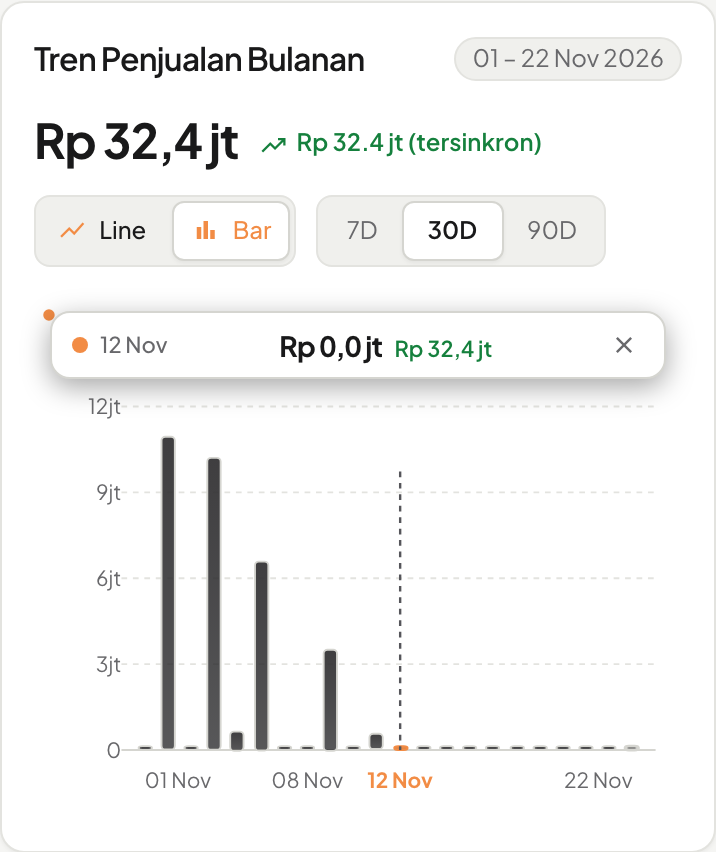 Tren Penjualan Bulanan
01 – 22 Nov 2026
Rp 32,4 jt
Rp 32.4 jt (tersinkron)
Line
Bar
7D
30D
90D
12 Nov
Rp 0,0 jt
Rp 32,4 jt
12jt
9jt
6jt
3jt
0
01 Nov
08 Nov
12 Nov
22 Nov